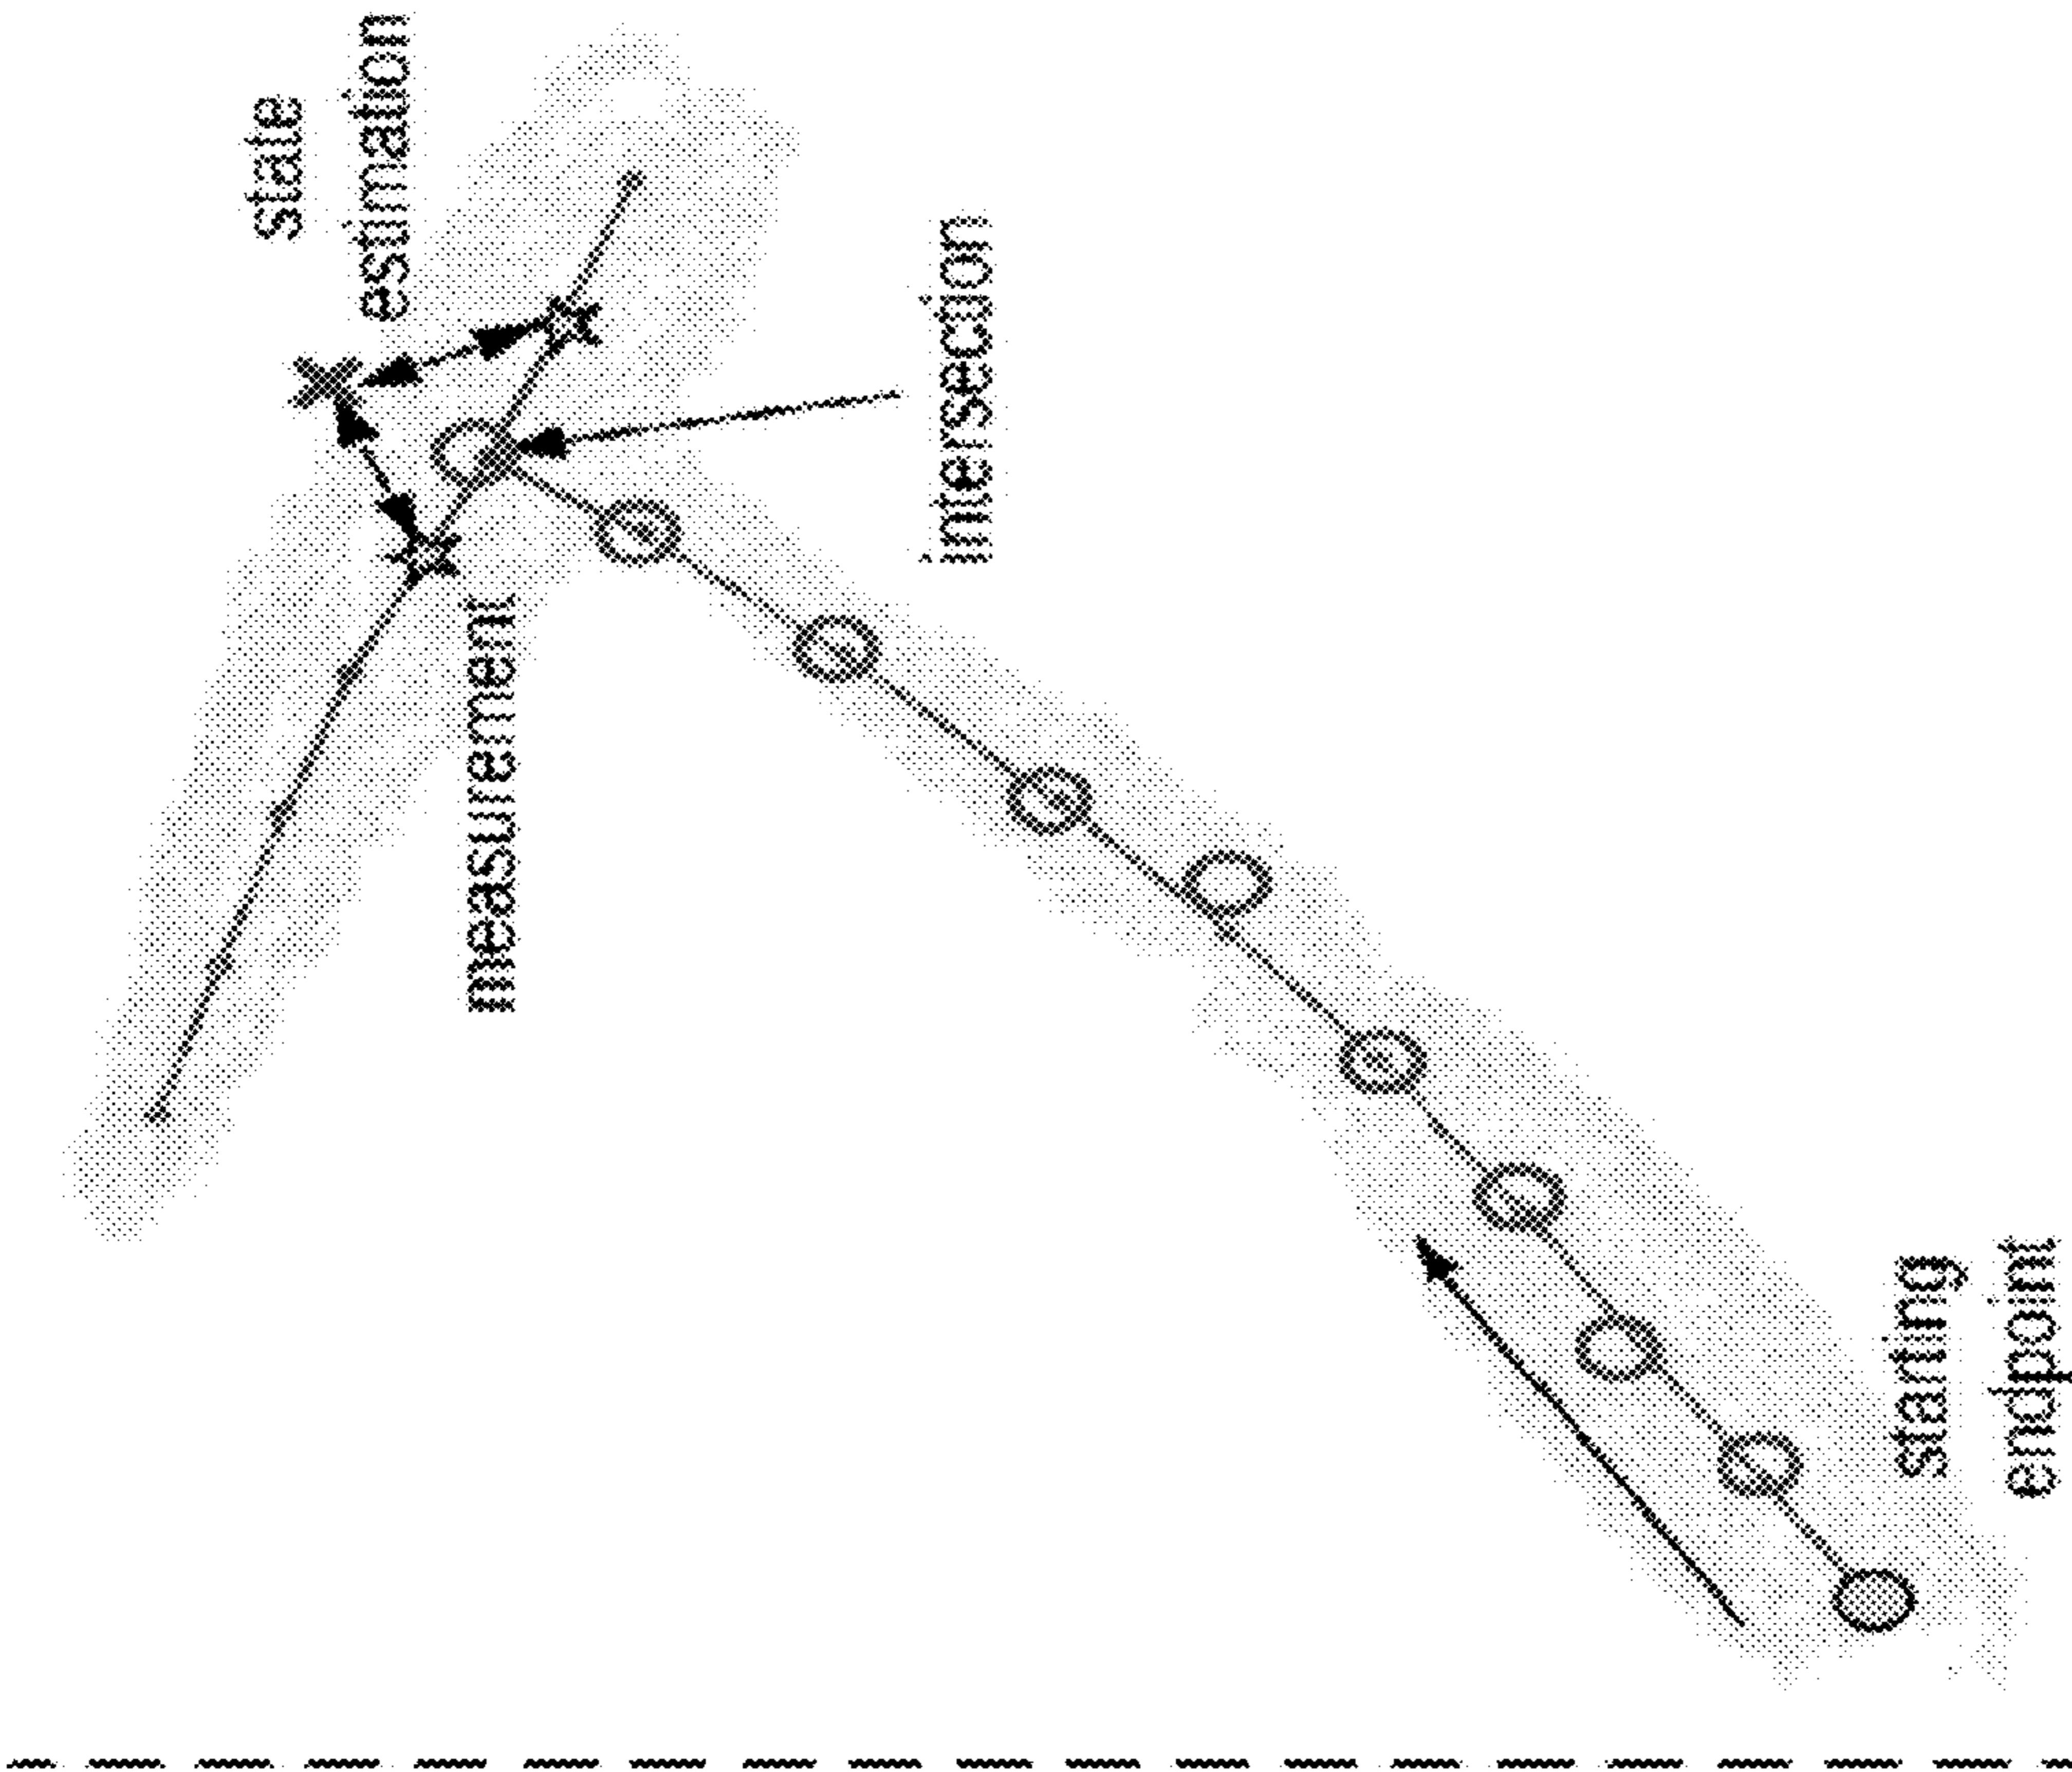 state
estimation
measurement
intersection
starting
endpoint